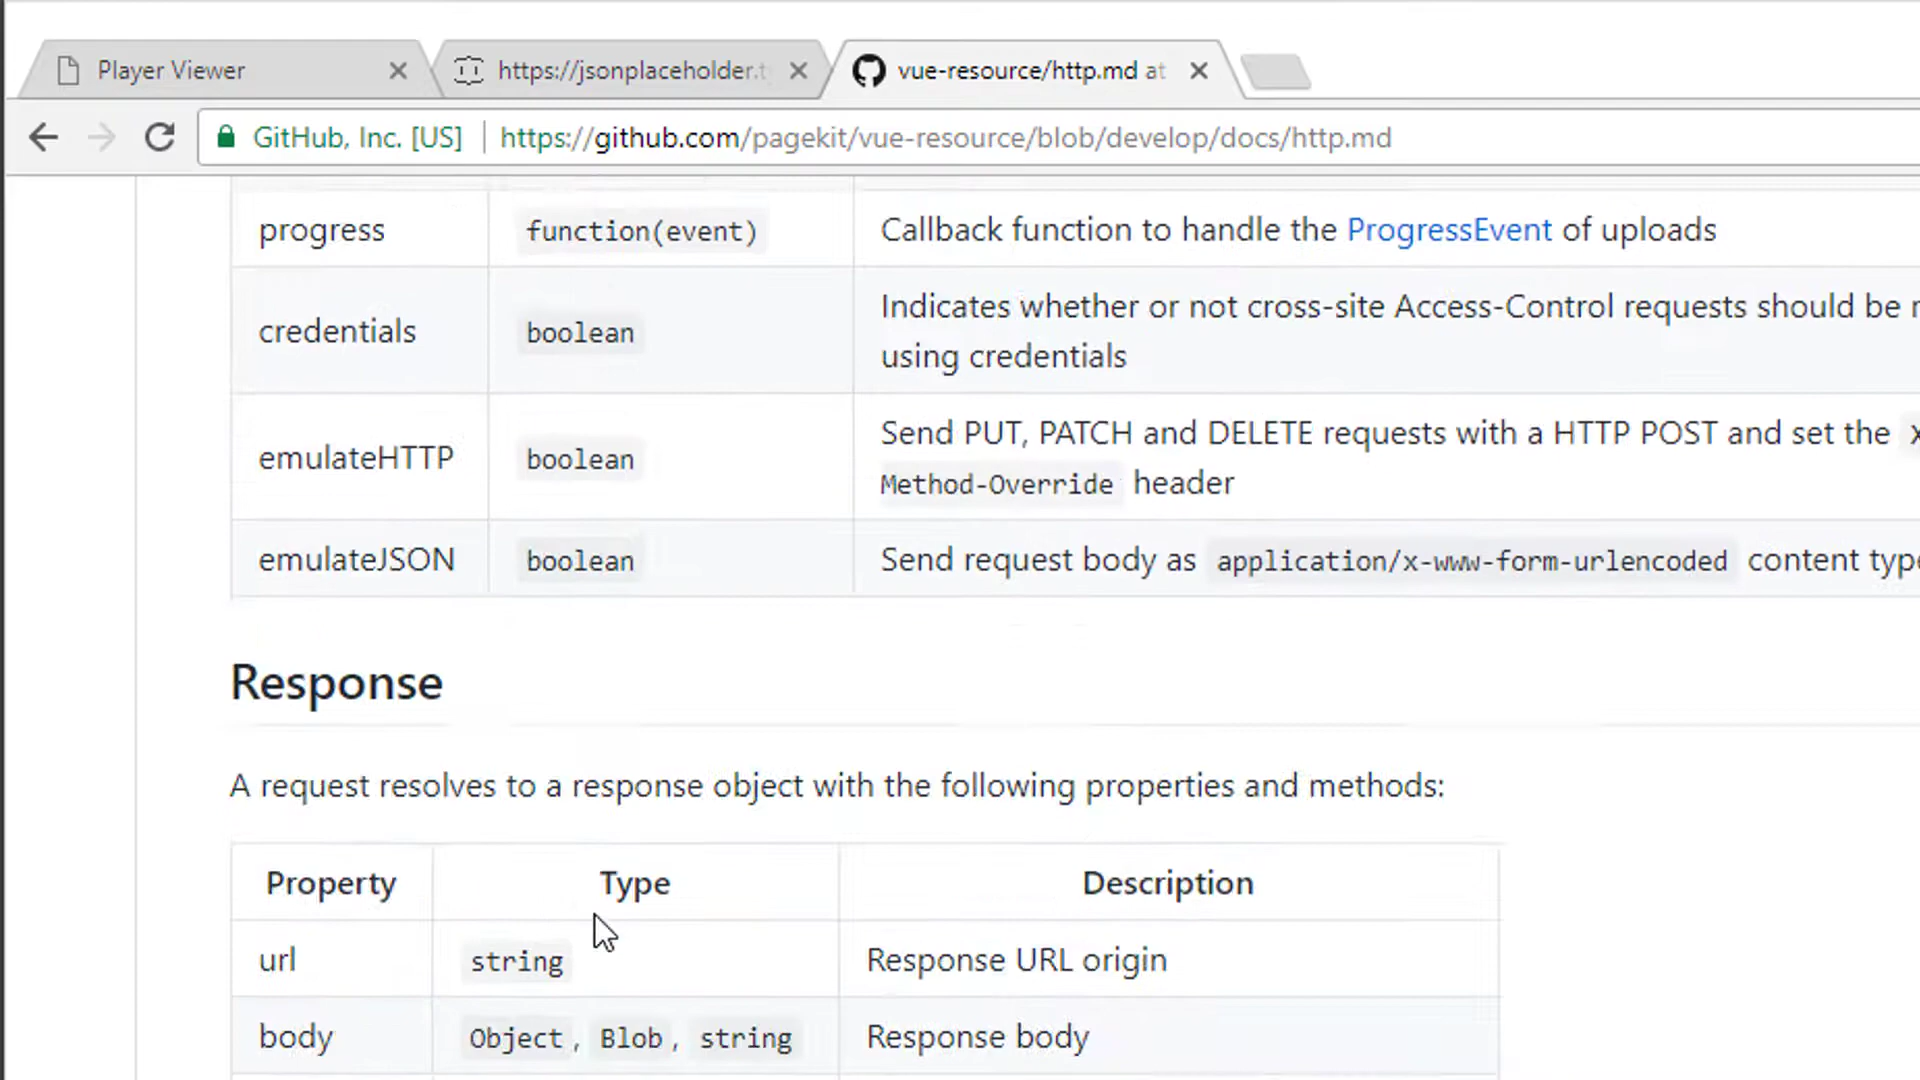 Player Viewer
https://jsonplaceholder.t
vue-resource/http.md at
GitHub, Inc. [US] https://github.com/pagekit/vue-resource/blob/develop/docs/http.md
progress function(event) Callback function to handle the ProgressEvent of uploads
credentials boolean Indicates whether or not cross-site Access-Control requests should be
using credentials
emulateHTTP boolean Send PUT, PATCH and DELETE requests with a HTTP POST and set the X
Method-Override header
emulateJSON boolean Send request body as application/x-www-form-urlencoded content type
Response
A request resolves to a response object with the following properties and methods:
Property Type Description
url string Response URL origin
body Object, Blob, string Response body